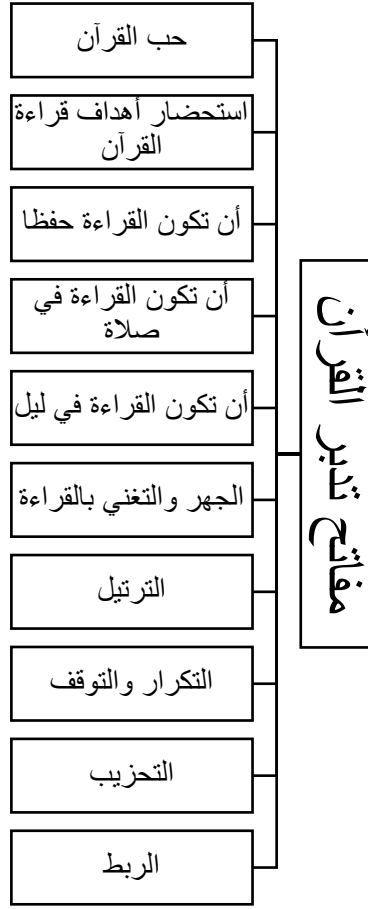 مفاتح تدبر القرآن
حب القرآن
استحضار أهداف قراءة
القرآن
أن تكون القراءة حفظا
أن تكون القراءة في
صلاة
أن تكون القراءة في ليل
الجهر والتغني بالقراءة
الترتيل
التكرار والتوقف
التحزيب
الربط